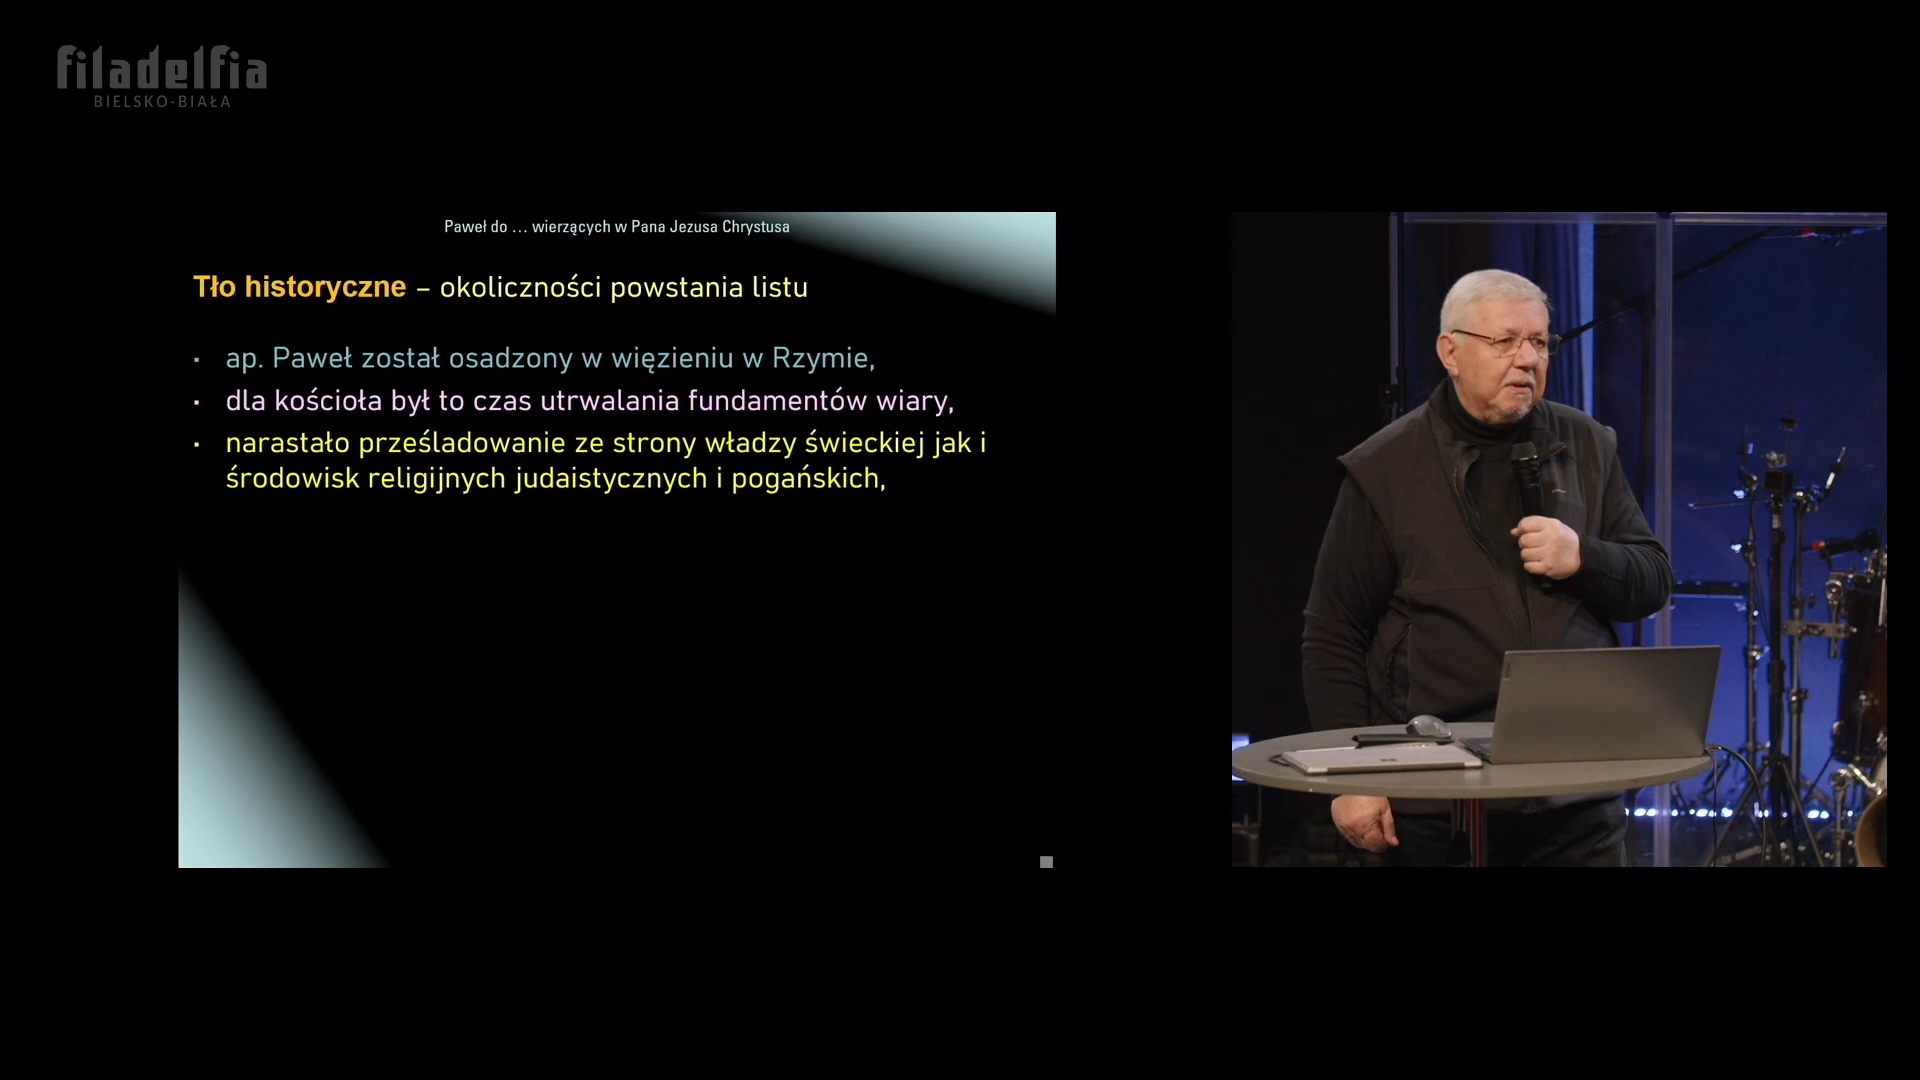 filadelfia
BIELSKO-BIAŁA
Paweł do … wierzących w Pana Jezusa Chrystusa
Tło historyczne – okoliczności powstania listu
· ap. Paweł został osadzony w więzieniu w Rzymie,
· dla kościoła był to czas utrwalania fundamentów wiary,
· narastało prześladowanie ze strony władzy świeckiej jak i
środowisk religijnych judaistycznych i pogańskich,